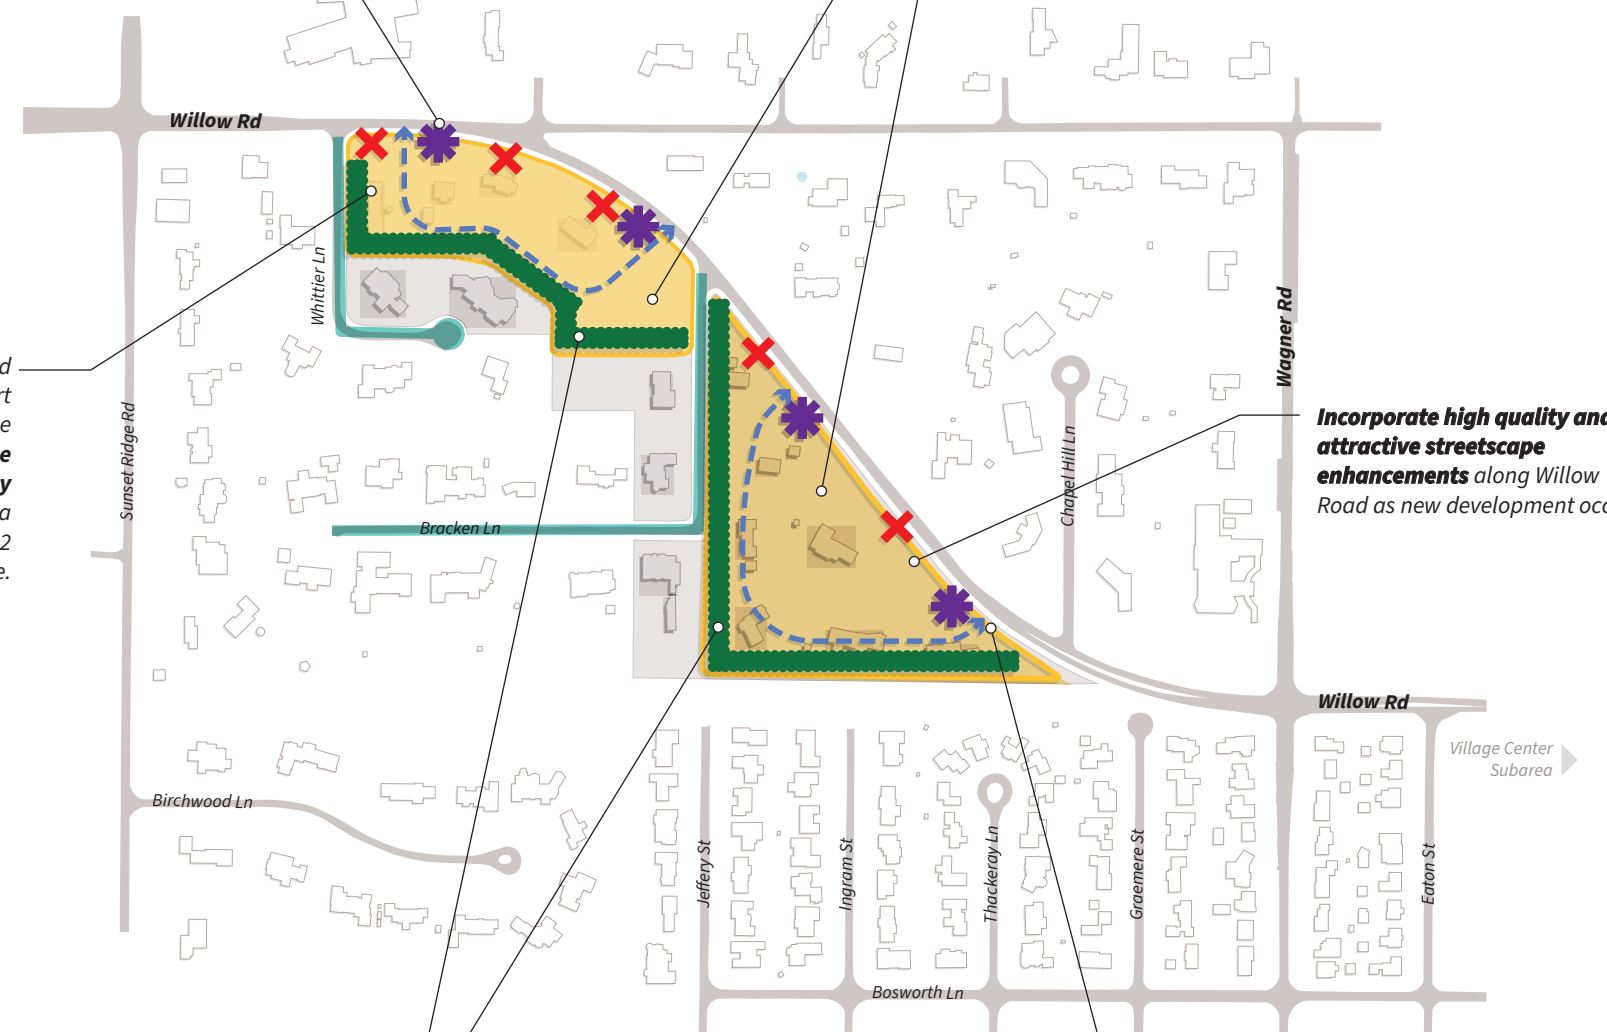 Willow Rd
Whittier Ln
Sunset Ridge Rd
d
rt
e
e
y
a
2
e.
Wagner Rd
Incorporate high quality and
attractive streetscape
enhancements along Willow
Road as new development occ
Chapel Hill Ln
Bracken Ln
Willow Rd
Village Center
Subarea
Birchwood Ln
Jeffery St
Ingram St
Thackeray Ln
Graemere St
Eaton St
Bosworth Ln